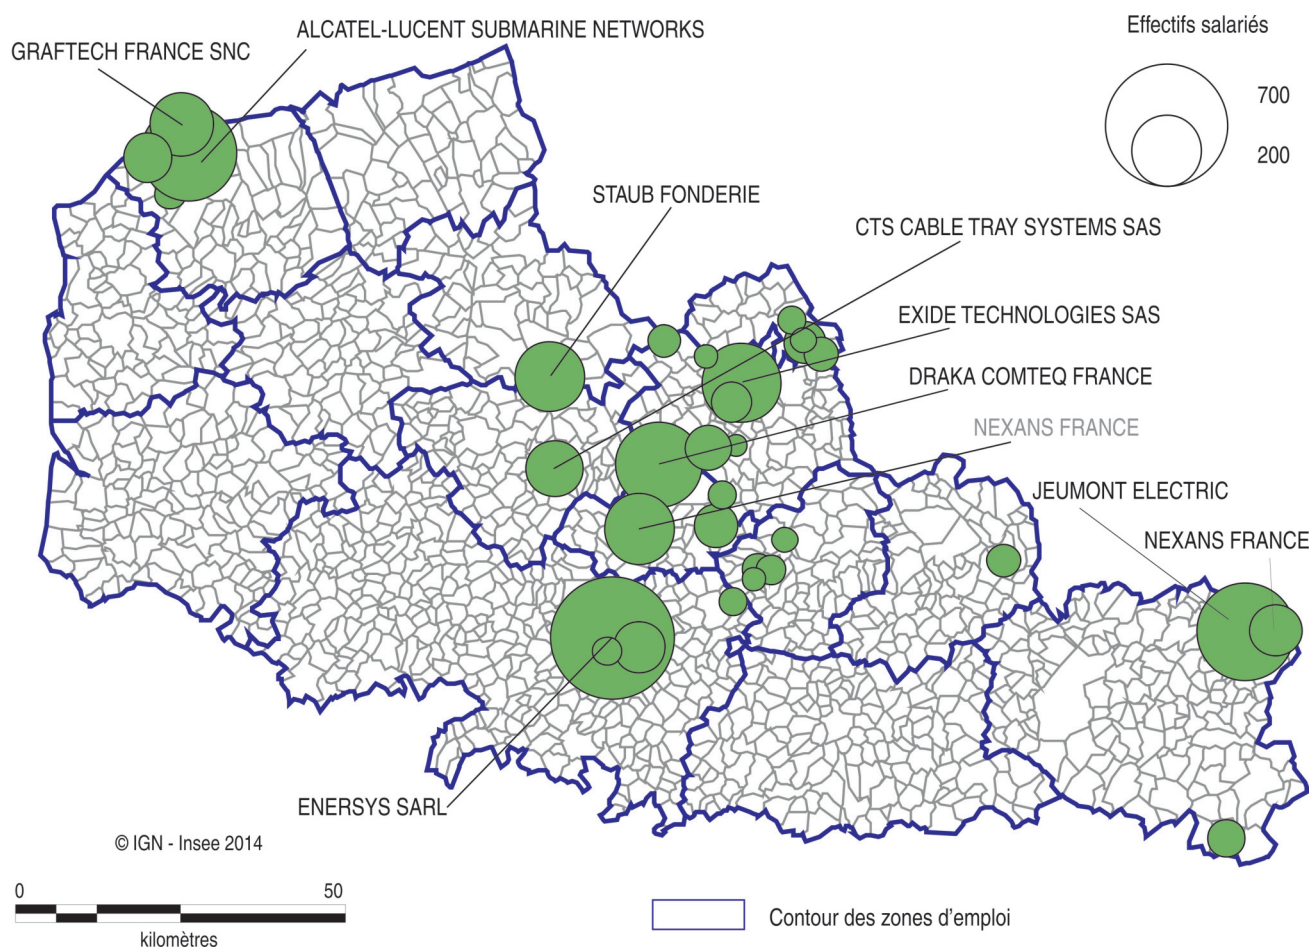 Effectifs salariés
ALCATEL-LUCENT SUBMARINE NETWORKS
GRAFTECH FRANCE SNC
700
200
STAUB FONDERIE
CTS CABLE TRAY SYSTEMS SAS
EXIDE TECHNOLOGIES SAS
DRAKA COMTEQ FRANCE
NEXANS FRANCE
JEUMONT ELECTRIC
NEXANS FRANCE
ENERSYS SARL
© IGN - Insee 2014
0 50
kilomètres
Contour des zones d'emploi